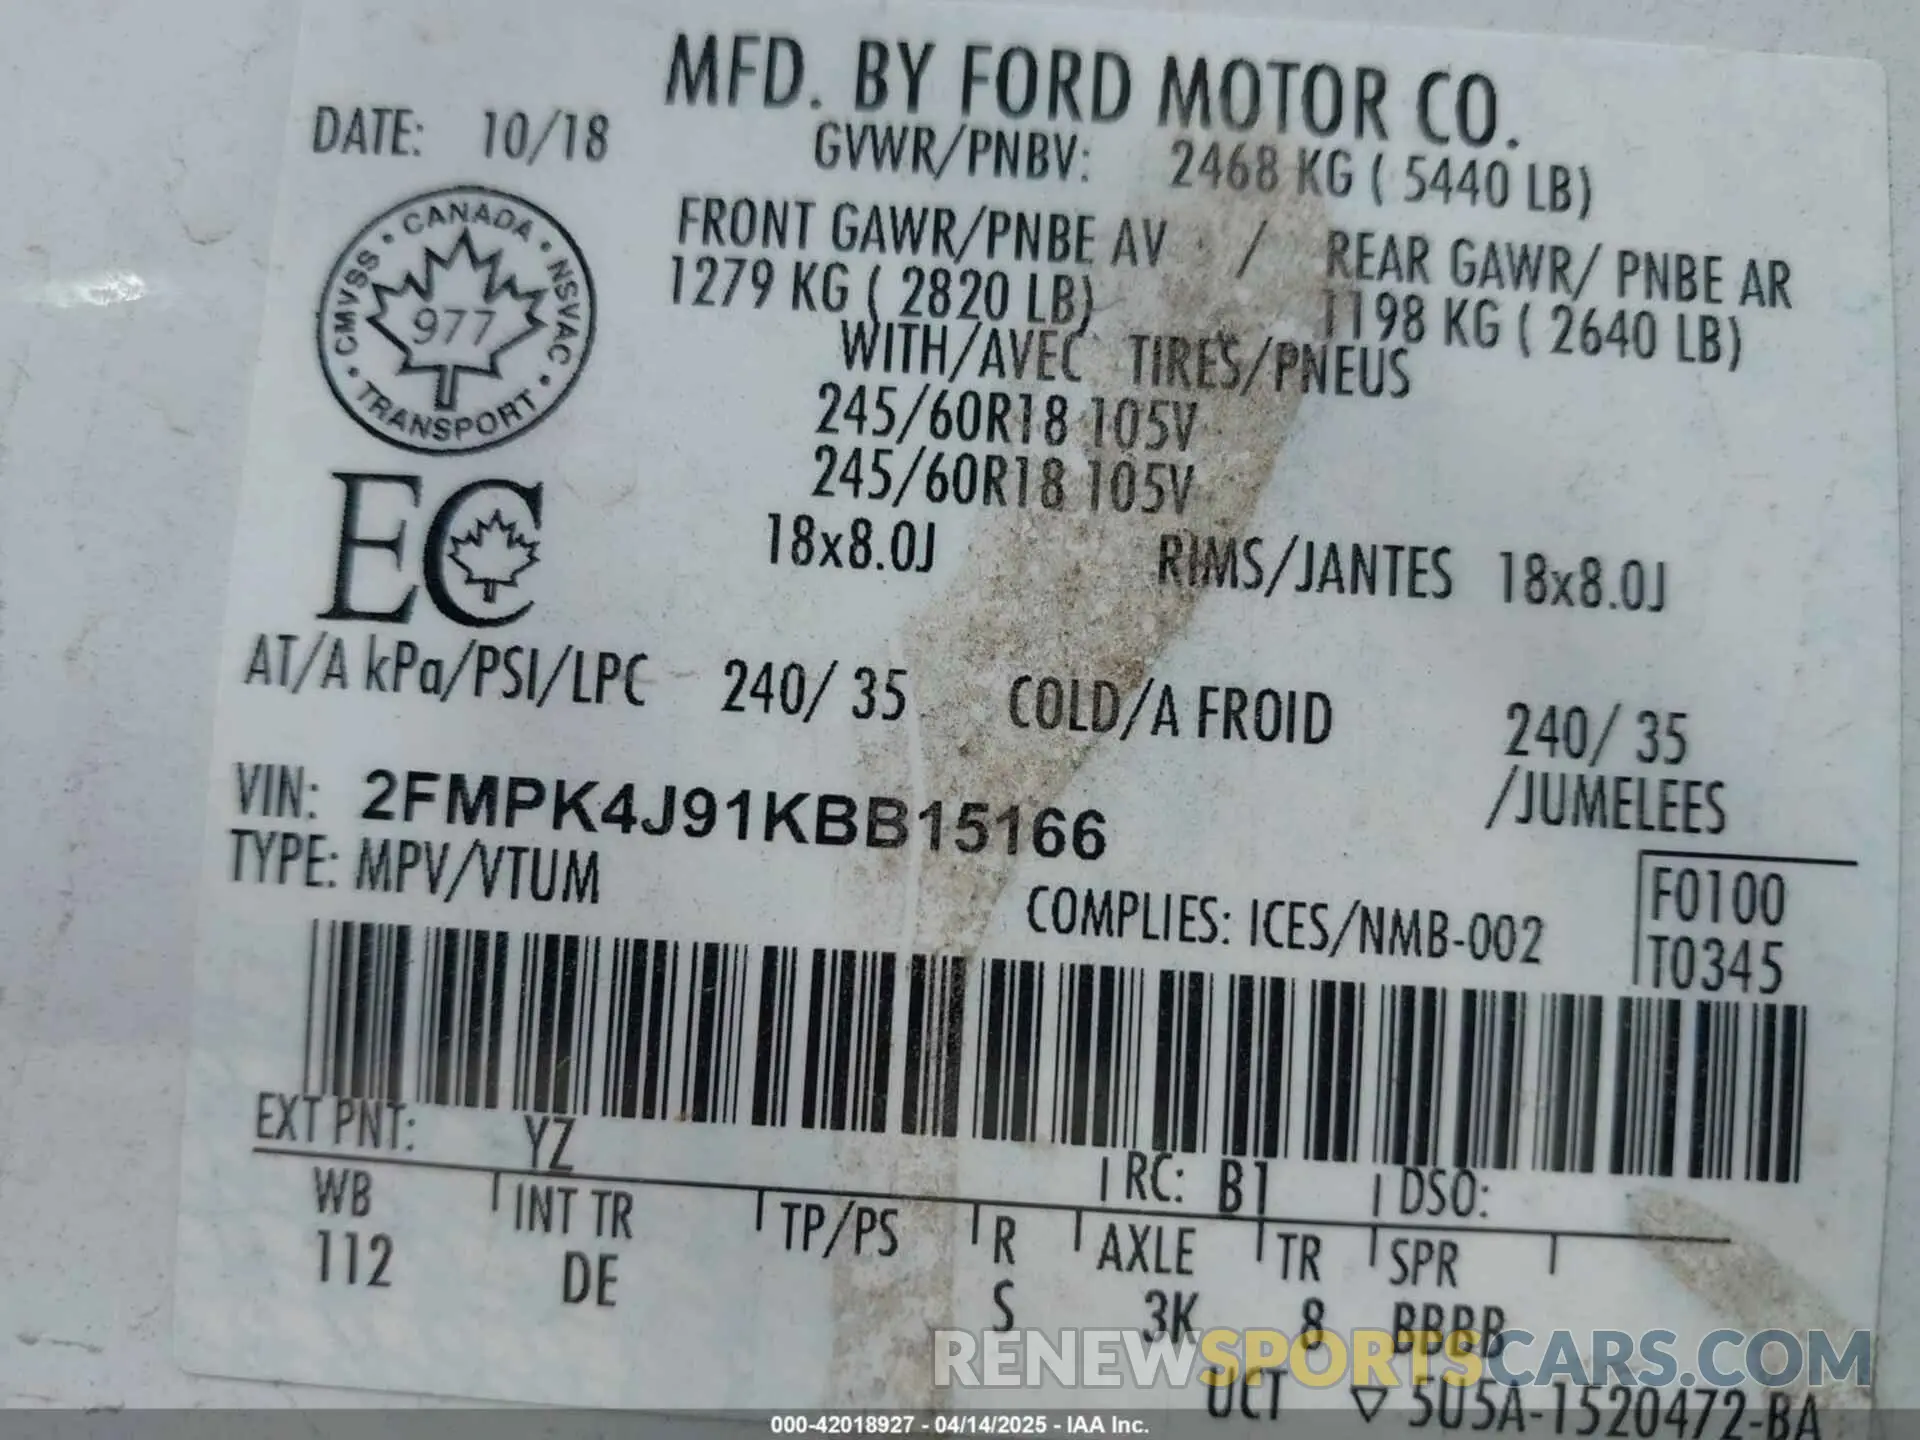 MFD. BY FORD MOTOR CO.
DATE: 10/18
GVWR/PNBV: 2468 KG ( 5440 LB)
FRONT GAWR/PNBE AV / REAR GAWR/ PNBE AR
1279 KG ( 2820 LB) 1198 KG ( 2640 LB)
WITH/AVEC TIRES/PNEUS
245/60R18 105V
245/60R18 105V
18x8.0J RIMS/JANTES 18x8.0J
CANADA • NSVAC • TRANSPORT • CMVSS •
977
EC
AT/A kPa/PSI/LPC 240/ 35 COLD/A FROID 240/ 35
VIN: 2FMPK4J91KBB15166 /JUMELEES
TYPE: MPV/VTUM
COMPLIES: ICES/NMB-002
F0100
T0345
EXT PNT: YZ RC: B1 DSO:
WB INT TR TP/PS R AXLE TR SPR
112 DE S 3K 8 BBBB
RENEWSPORTSCARS.COM
UCT ▽ 5U5A-1520472-BA
000-42018927 - 04/14/2025 - IAA Inc.